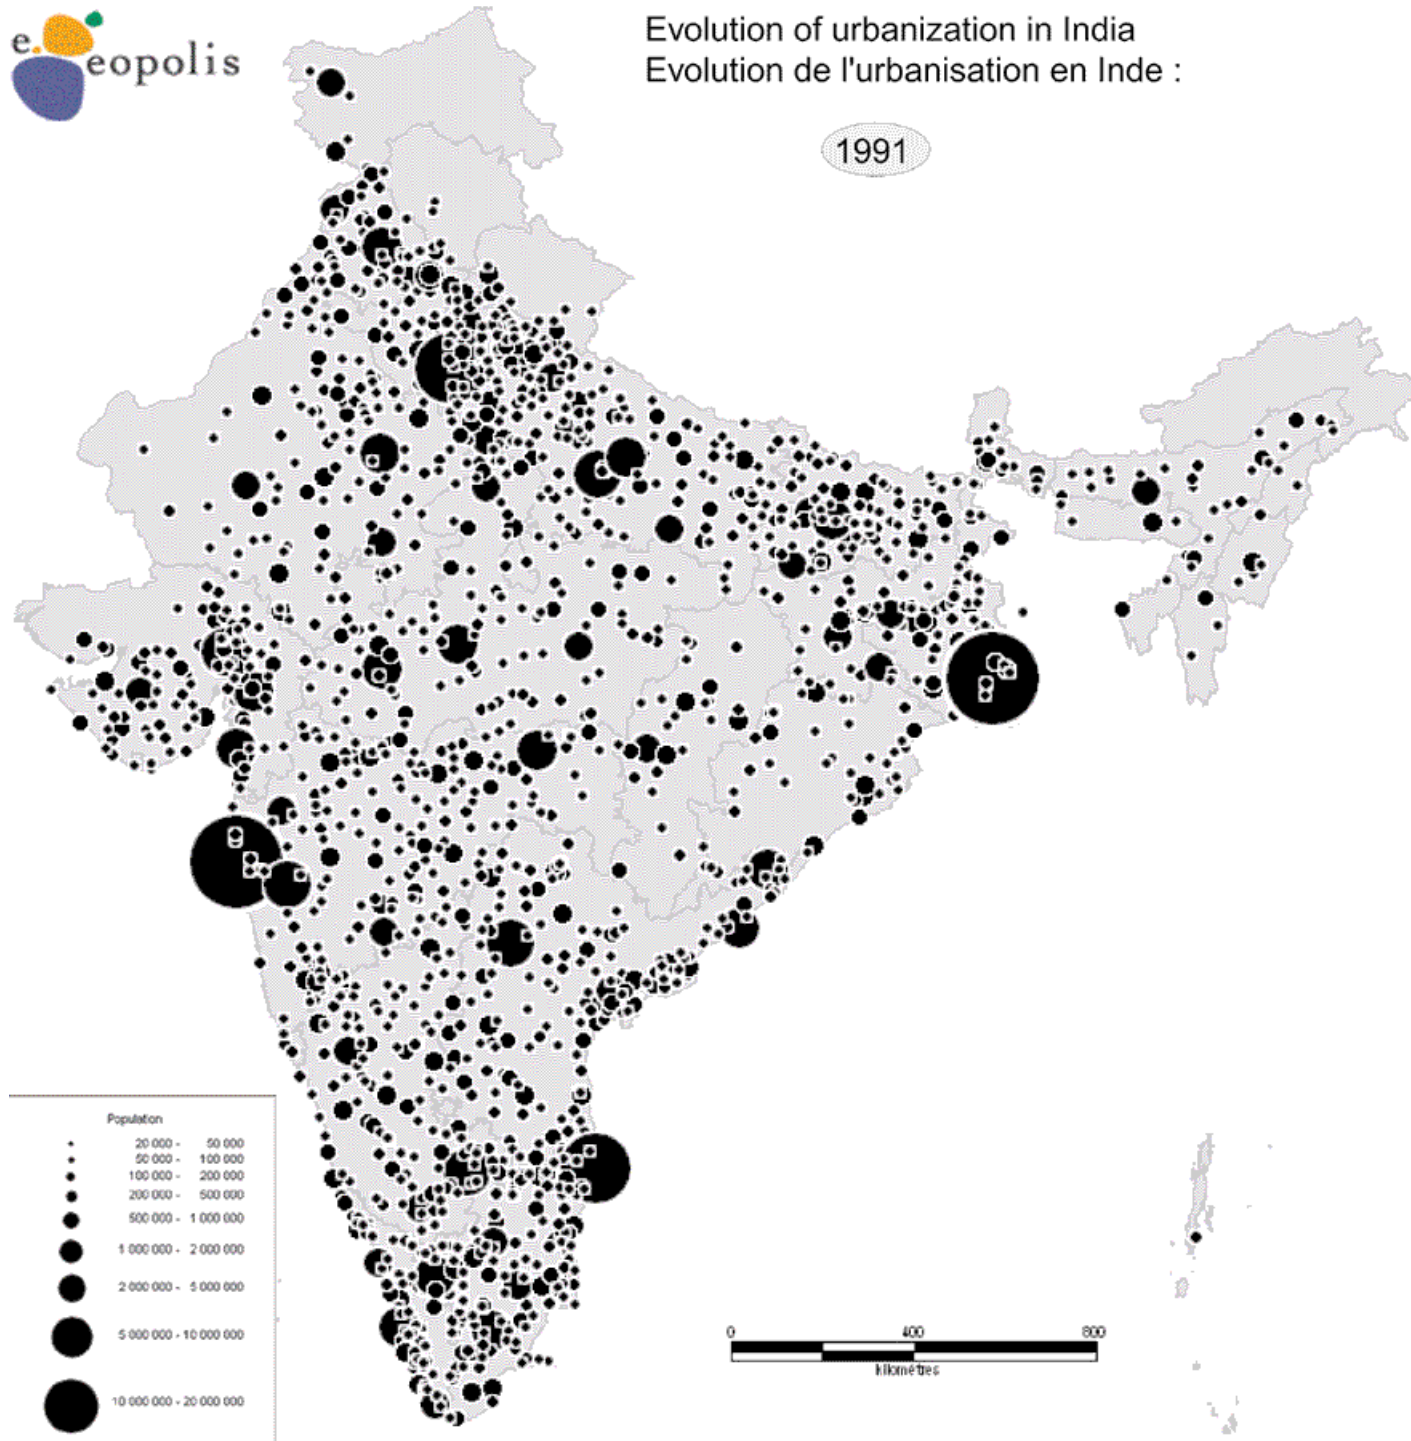 e.
eopolis
Evolution of urbanization in India
Evolution de l'urbanisation en Inde :
1991
Population
20 000 - 50 000
50 000 - 100 000
100 000 - 200 000
200 000 - 500 000
500 000 - 1 000 000
1 000 000 - 2 000 000
2 000 000 - 5 000 000
5 000 000 - 10 000 000
10 000 000 - 20 000 000
0 400 800
kilomètres